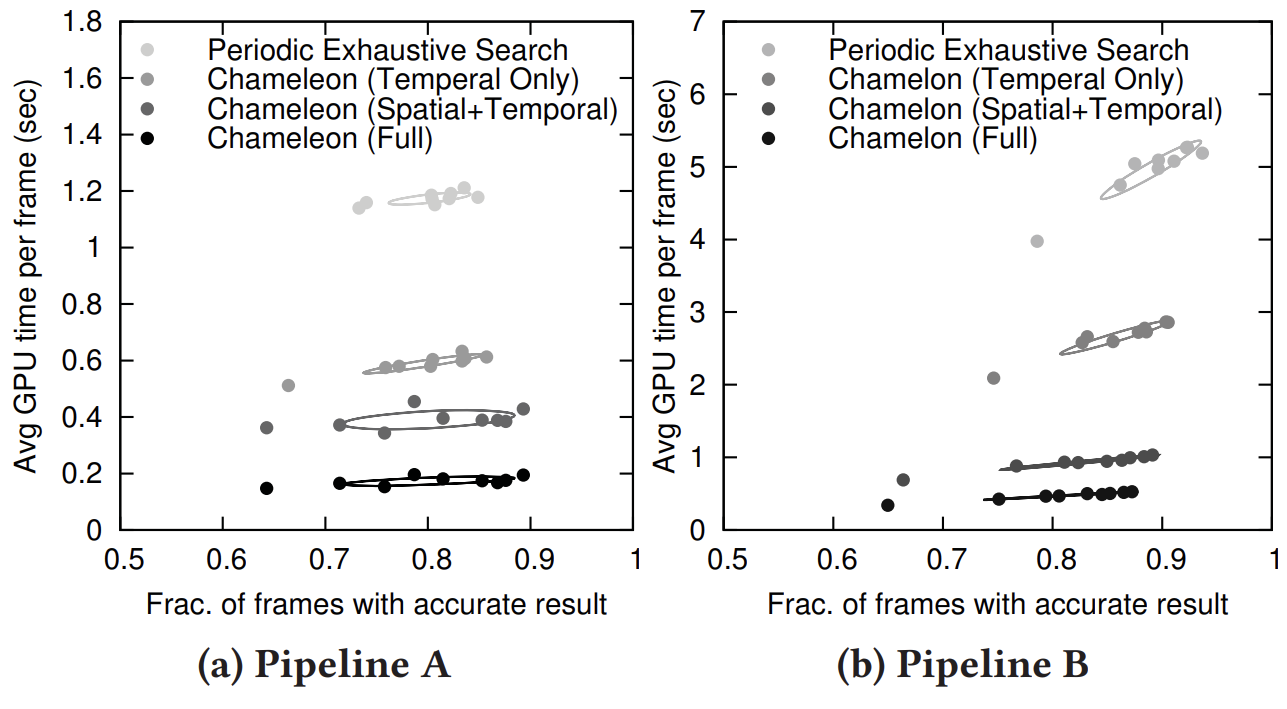 Avg GPU time per frame (sec)
1.8
1.6
1.4
1.2
1
0.8
0.6
0.4
0.2
0
Periodic Exhaustive Search
Chameleon (Temperal Only)
Chameleon (Spatial+Temporal)
Chameleon (Full)
0.5 0.6 0.7 0.8 0.9 1
Frac. of frames with accurate result
(a) Pipeline A
Avg GPU time per frame (sec)
7
6
5
4
3
2
1
0
Periodic Exhaustive Search
Chamelon (Temperal Only)
Chamelon (Spatial+Temporal)
Chamelon (Full)
0.5 0.6 0.7 0.8 0.9 1
Frac. of frames with accurate result
(b) Pipeline B